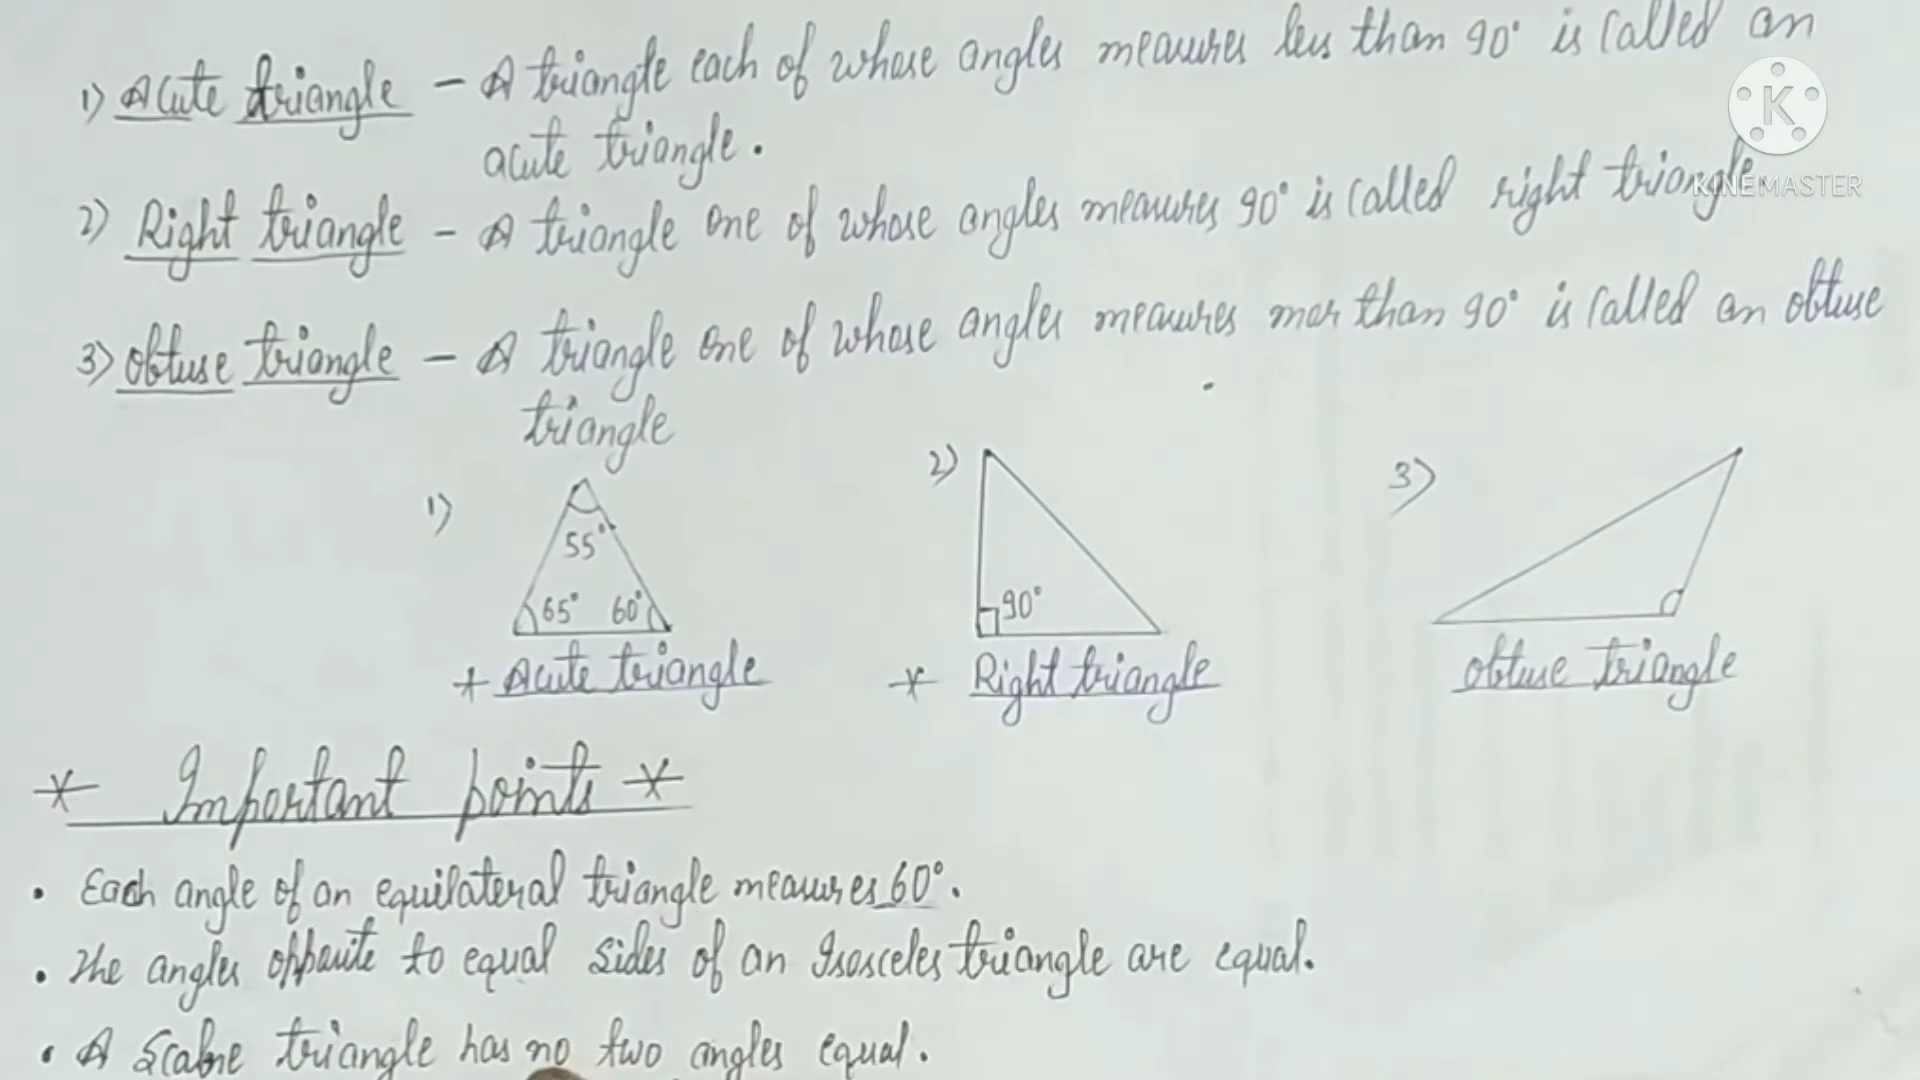 1) Acute triangle - A triangle each of whose angles measures less than 90° is called an
acute triangle.
2) Right triangle - A triangle one of whose angles measures 90° is called right triangle.
3) obtuse triangle - A triangle one of whose angles measures mor than 90° is called an obtuse
triangle
1)
55°
65° 60°
+ Acute triangle
2)
90°
* Right triangle
3)
obtuse triangle
* Important points *
• Each angle of an equilateral triangle measures 60°.
• The angles opposite to equal sides of an Isosceles triangle are equal.
• A Scalne triangle has no two angles equal.
K
KINEMASTER